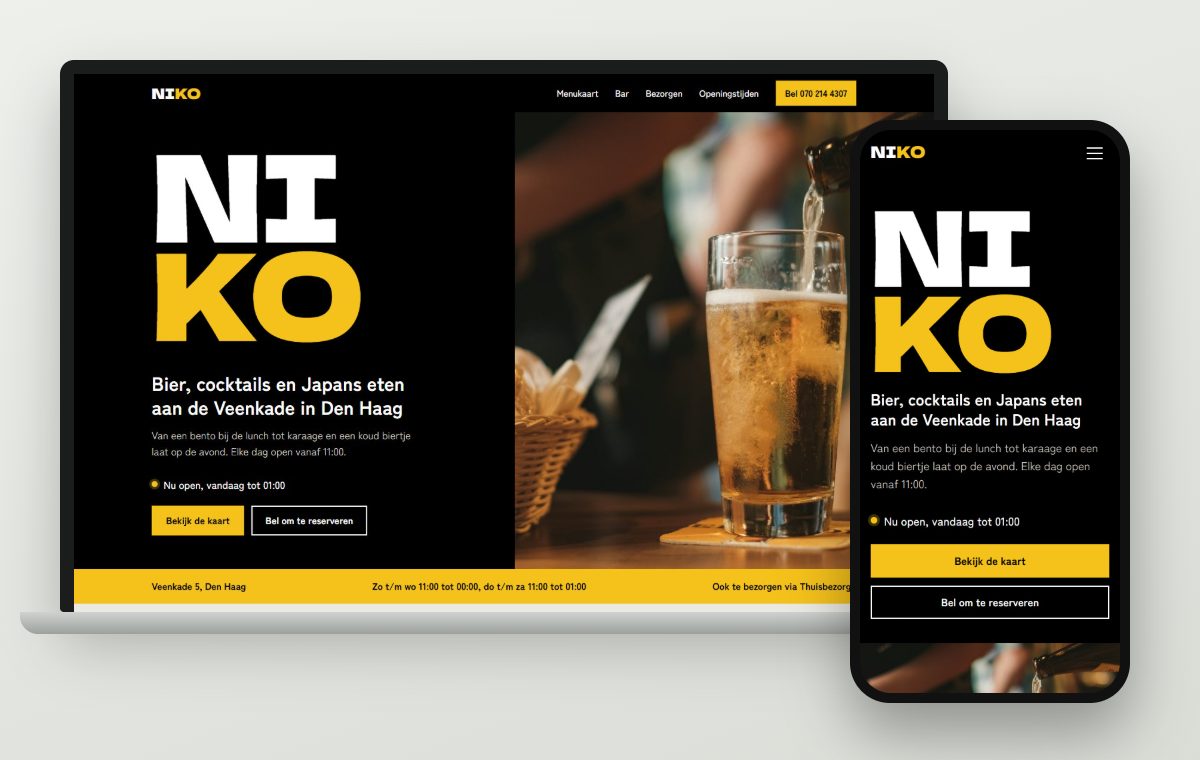 NIKO
Menukaart Bar Bezorgen Openingstijden Bel 070 214 4307
NI
KO
Bier, cocktails en Japans eten
aan de Veenkade in Den Haag
Van een bento bij de lunch tot karaage en een koud biertje
laat op de avond. Elke dag open vanaf 11:00.
Nu open, vandaag tot 01:00
Bekijk de kaart Bel om te reserveren
Veenkade 5, Den Haag Zo t/m wo 11:00 tot 00:00, do t/m za 11:00 tot 01:00 Ook te bezorgen via Thuisbezorg
NIKO
NI
KO
Bier, cocktails en Japans eten
aan de Veenkade in Den Haag
Van een bento bij de lunch tot karaage en een
koud biertje laat op de avond. Elke dag open
vanaf 11:00.
Nu open, vandaag tot 01:00
Bekijk de kaart
Bel om te reserveren